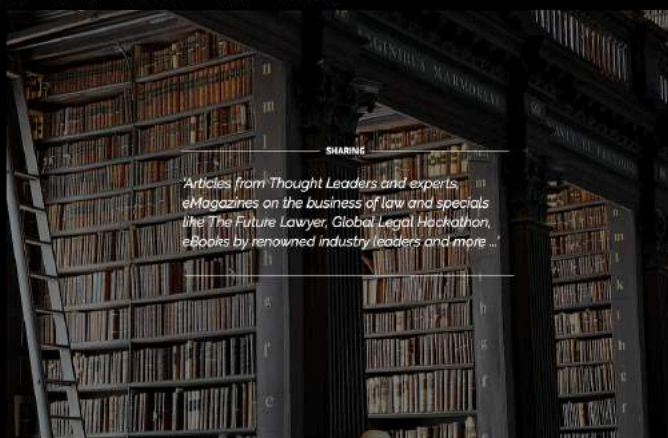 SHARING
'Articles from Thought Leaders and experts,
eMagazines on the business of law and specials
like The Future Lawyer, Global Legal Hackathon,
eBooks by renowned industry leaders and more ...'
n
m
l
h
g
f
e
m
h
g
f
n
m
l
k
i
h
g
f